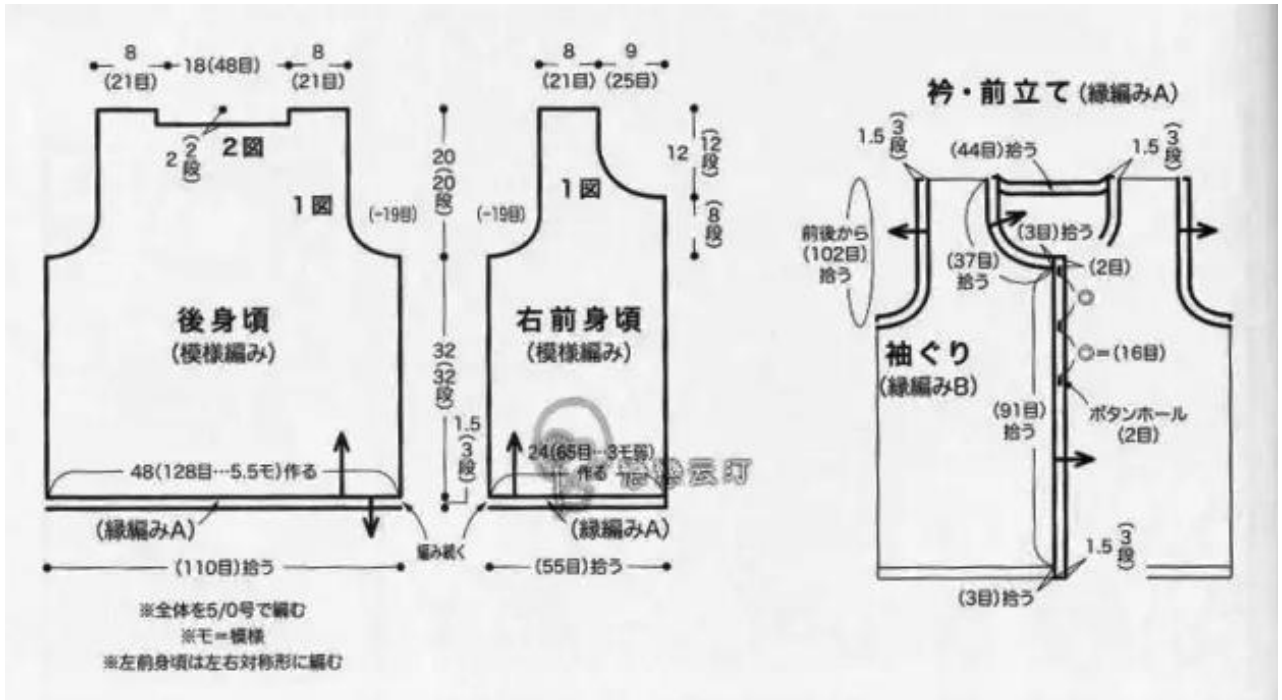 8
(21目)
18(48目)
8
(21目)
2
(2段)
2図
1図
(-19目)
後身頃
(模様編み)
48(128目…5.5モ)作る
(縁編みA)
(110目)拾う
20
(20段)
32
(32段)
1.5
(3段)
編み続く
8
(21目)
9
(25目)
12
(12段)
(8段)
1図
(-19目)
右前身頃
(模様編み)
24(65目…3モ弱)
作る
(縁編みA)
(55目)拾う
※全体を5/0号で編む
※モ=模様
※左前身頃は左右対称形に編む
衿・前立て(縁編みA)
1.5
(3段)
(44目)拾う
1.5
(3段)
前後から
(102目)
拾う
(3目)拾う
(37目)
拾う
(2目)
◎
◎=(16目)
袖ぐり
(縁編みB)
(91目)
拾う
ボタンホール
(2目)
1.5
(3段)
(3目)拾う